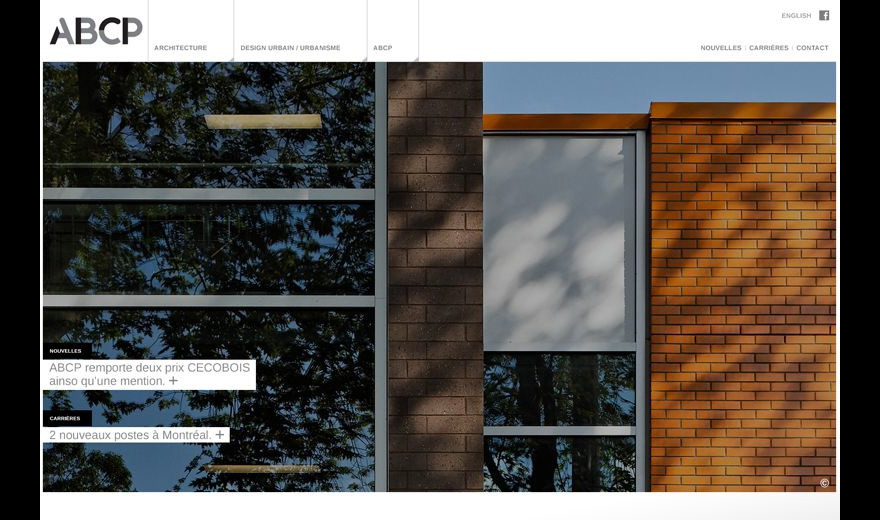 ABCP
ENGLISH
ARCHITECTURE
DESIGN URBAIN / URBANISME
ABCP
NOUVELLES / CARRIÈRES / CONTACT
NOUVELLES
ABCP remporte deux prix CECOBOIS
ainso qu'une mention. +
CARRIÈRES
2 nouveaux postes à Montréal. +
©